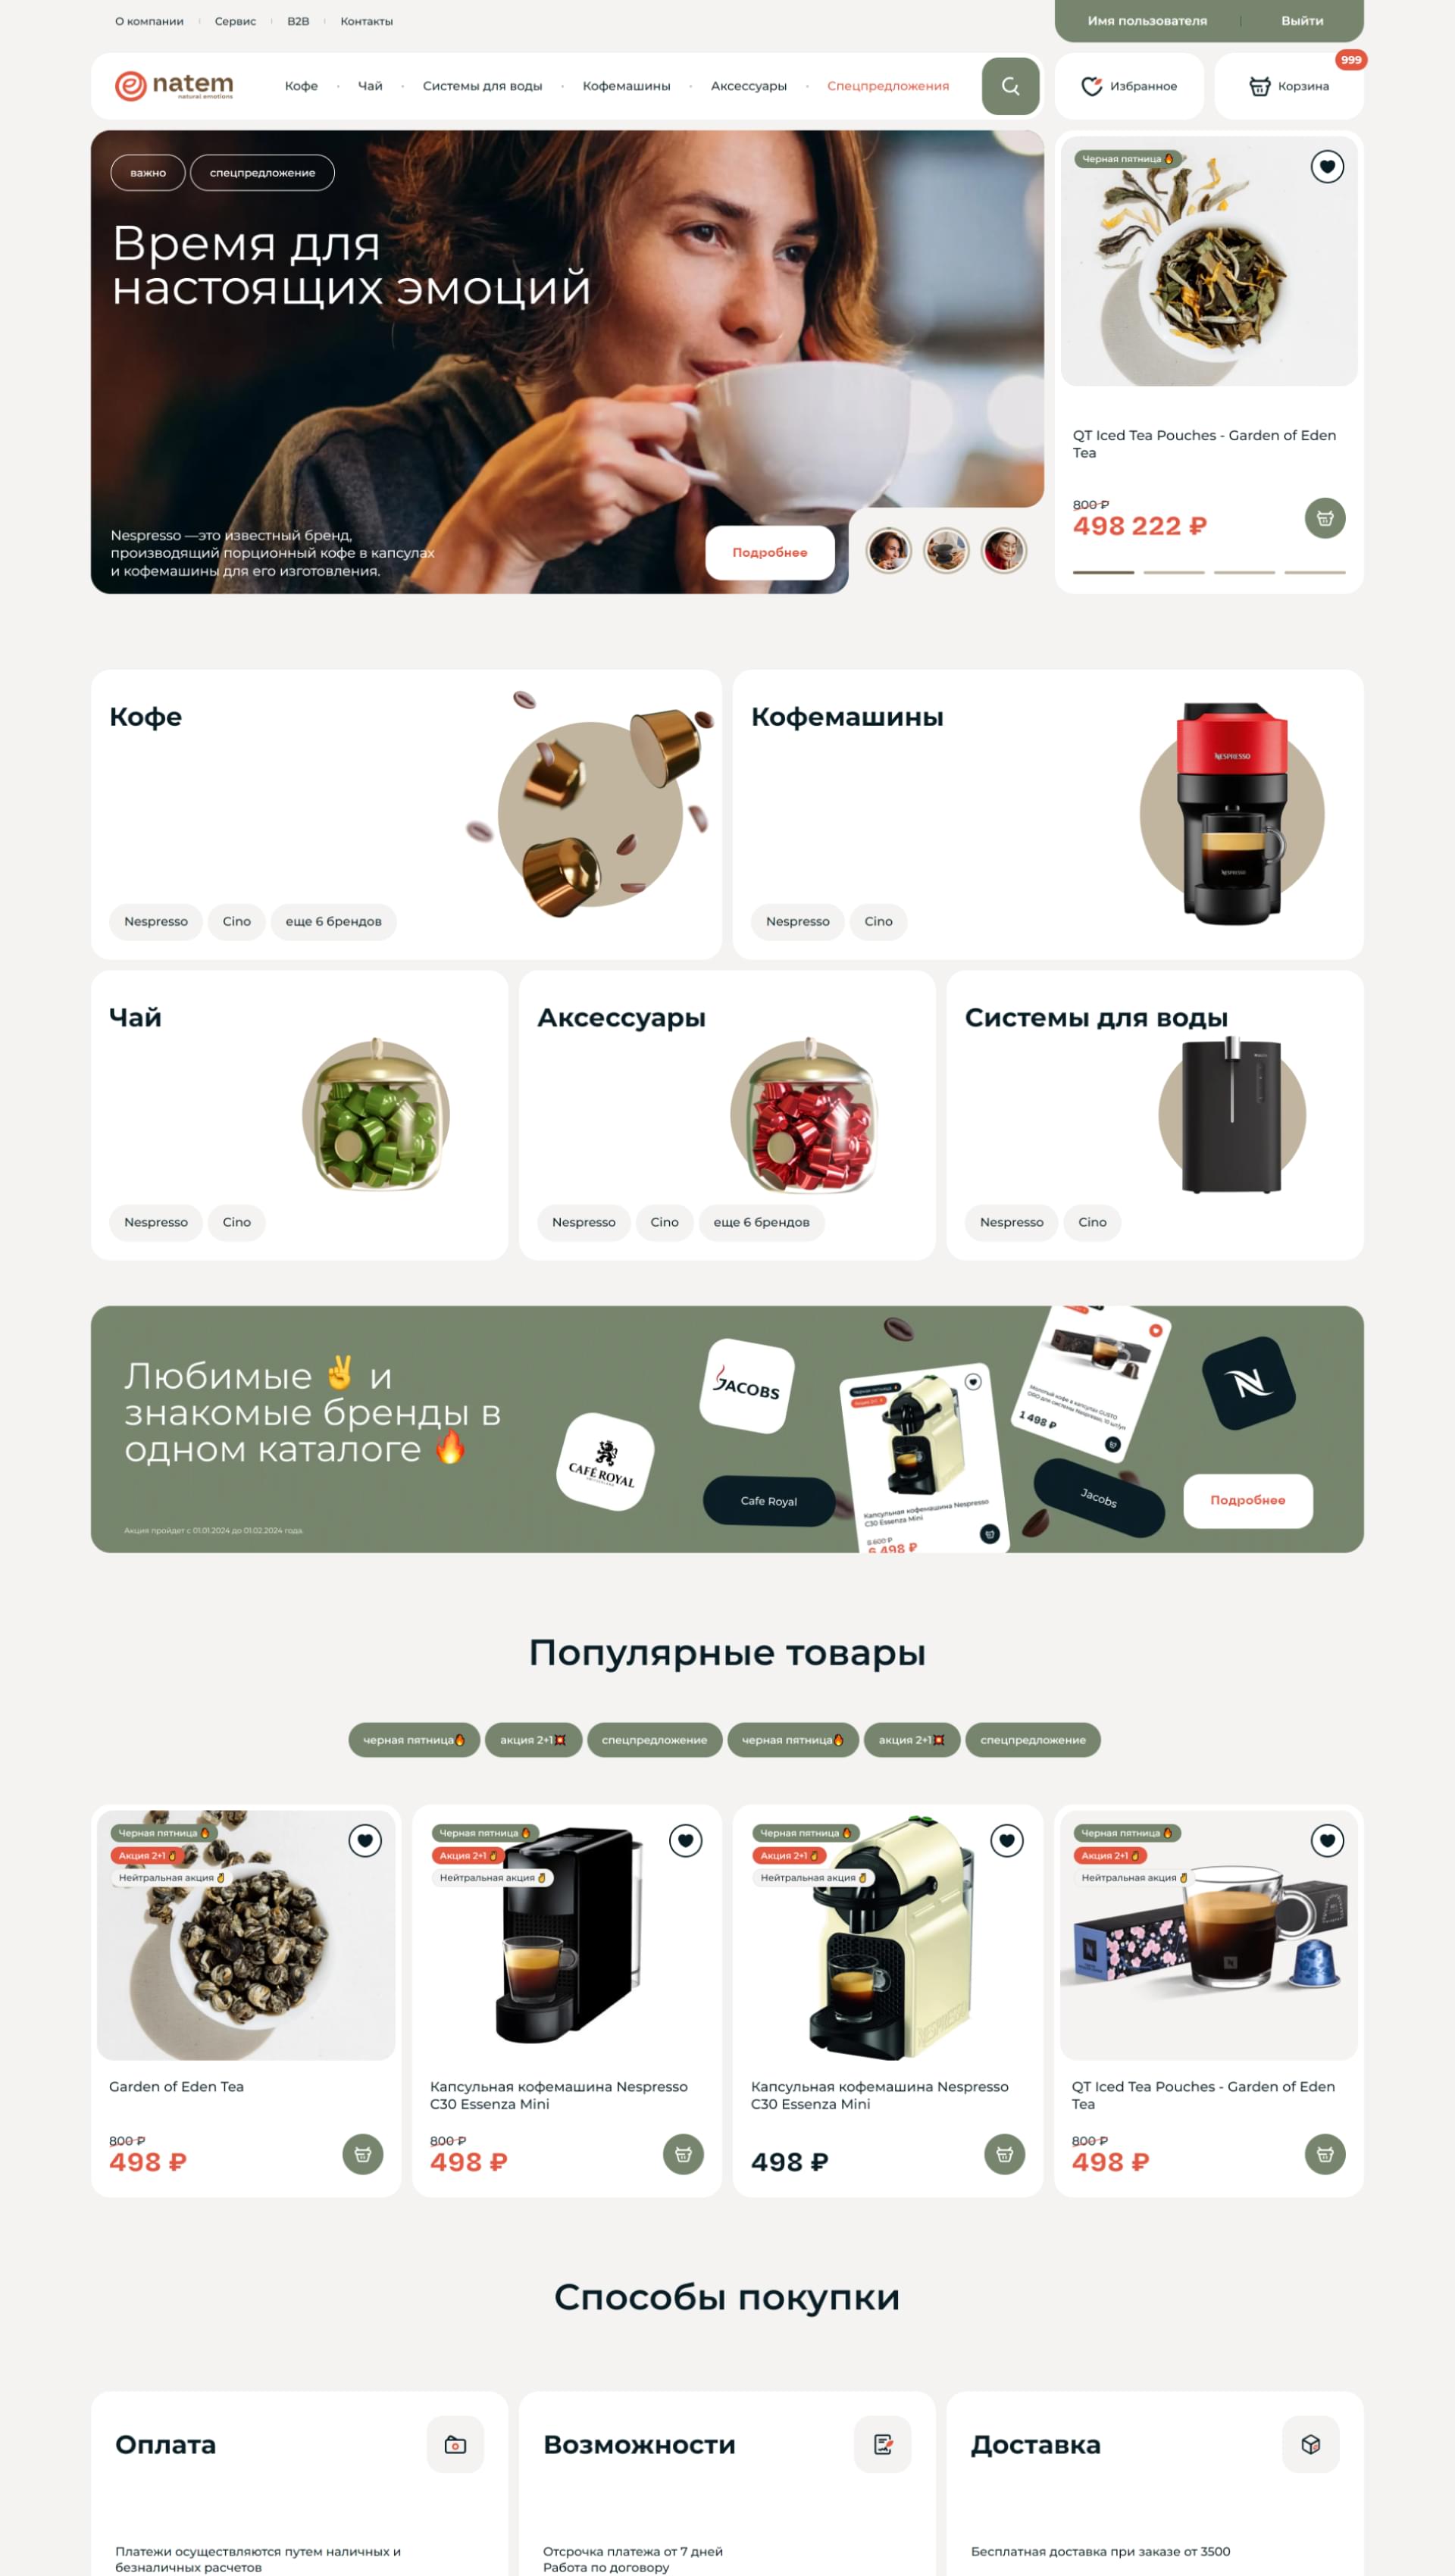 О компании
Сервис
B2B
Контакты
Имя пользователя
Выйти
natem
natural emotions
Кофе
Чай
Системы для воды
Кофемашины
Аксессуары
Спецпредложения
Избранное
Корзина
999
важно
спецпредложение
Время для
настоящих эмоций
Nespresso —это известный бренд,
производящий порционный кофе в капсулах
и кофемашины для его изготовления.
Подробнее
Черная пятница 🔥
QT Iced Tea Pouches - Garden of Eden
Tea
800 ₽
498 222 ₽
Кофе
Nespresso
Cino
еще 6 брендов
Кофемашины
NESPRESSO
NESPRESSO
Nespresso
Cino
Чай
Nespresso
Cino
Аксессуары
Nespresso
Cino
еще 6 брендов
Системы для воды
Nespresso
Cino
Любимые ✌ и
знакомые бренды в
одном каталоге 🔥
Акция пройдет с 01.01.2024 до 01.02.2024 года.
CAFÉ ROYAL
JACOBS
Cafe Royal
Черная пятница
Капсульная кофемашина Nespresso
C30 Essenza Mini
8 600 ₽
6 498 ₽
1 498 ₽
Jacobs
N
Подробнее
Популярные товары
черная пятница🔥
акция 2+1💥
спецпредложение
черная пятница🔥
акция 2+1💥
спецпредложение
Черная пятница 🔥
Акция 2+1 ✌
Нейтральная акция ✌
Garden of Eden Tea
800 ₽
498 ₽
Черная пятница 🔥
Акция 2+1 ✌
Нейтральная акция ✌
Капсульная кофемашина Nespresso
C30 Essenza Mini
800 ₽
498 ₽
Черная пятница 🔥
Акция 2+1 ✌
Нейтральная акция ✌
Капсульная кофемашина Nespresso
C30 Essenza Mini
498 ₽
Черная пятница 🔥
Акция 2+1 ✌
Нейтральная акция ✌
QT Iced Tea Pouches - Garden of Eden
Tea
800 ₽
498 ₽
Способы покупки
Оплата
Платежи осуществляются путем наличных и
безналичных расчетов
Возможности
Отсрочка платежа от 7 дней
Работа по договору
Доставка
Бесплатная доставка при заказе от 3500